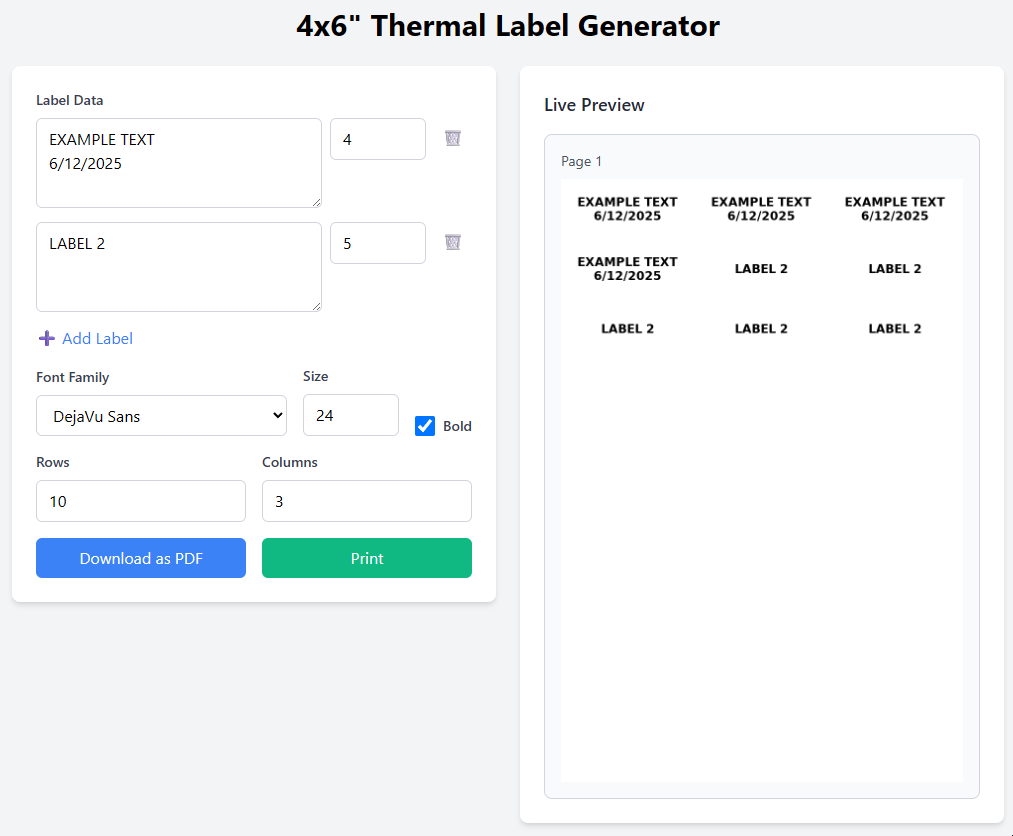 4x6" Thermal Label Generator
Label Data
EXAMPLE TEXT
6/12/2025
4
LABEL 2
5
Add Label
Font Family
Size
DejaVu Sans
24
Bold
Rows
Columns
10
3
Download as PDF
Print
Live Preview
Page 1
EXAMPLE TEXT EXAMPLE TEXT EXAMPLE TEXT
6/12/2025 6/12/2025 6/12/2025
EXAMPLE TEXT
6/12/2025
LABEL 2 LABEL 2
LABEL 2 LABEL 2 LABEL 2